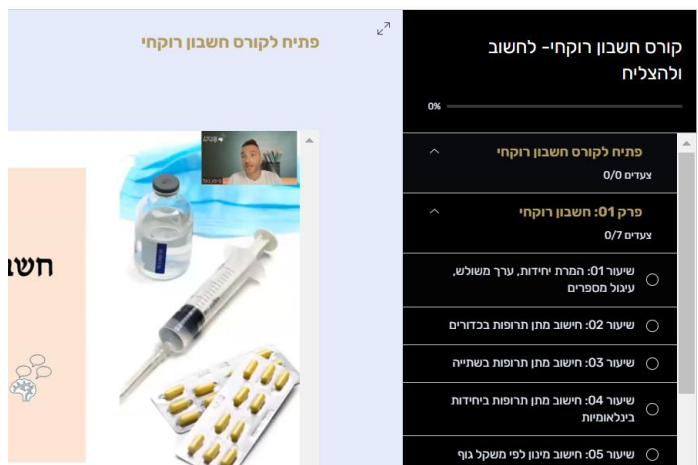 קורס חשבון רוקחי- לחשוב
ולהצליח
0%
פתיח לקורס חשבון רוקחי
צעדים 0/0
פרק 01: חשבון רוקחי
צעדים 0/7
שיעור 01: המרת יחידות, ערך משולש,
עיגול מספרים
שיעור 02: חישוב מתן תרופות בכדורים
שיעור 03: חישוב מתן תרופות בשתייה
שיעור 04: חישוב מתן תרופות ביחידות
בינלאומיות
שיעור 05: חישוב מינון לפי משקל גוף
פתיח לקורס חשבון רוקחי
חשב